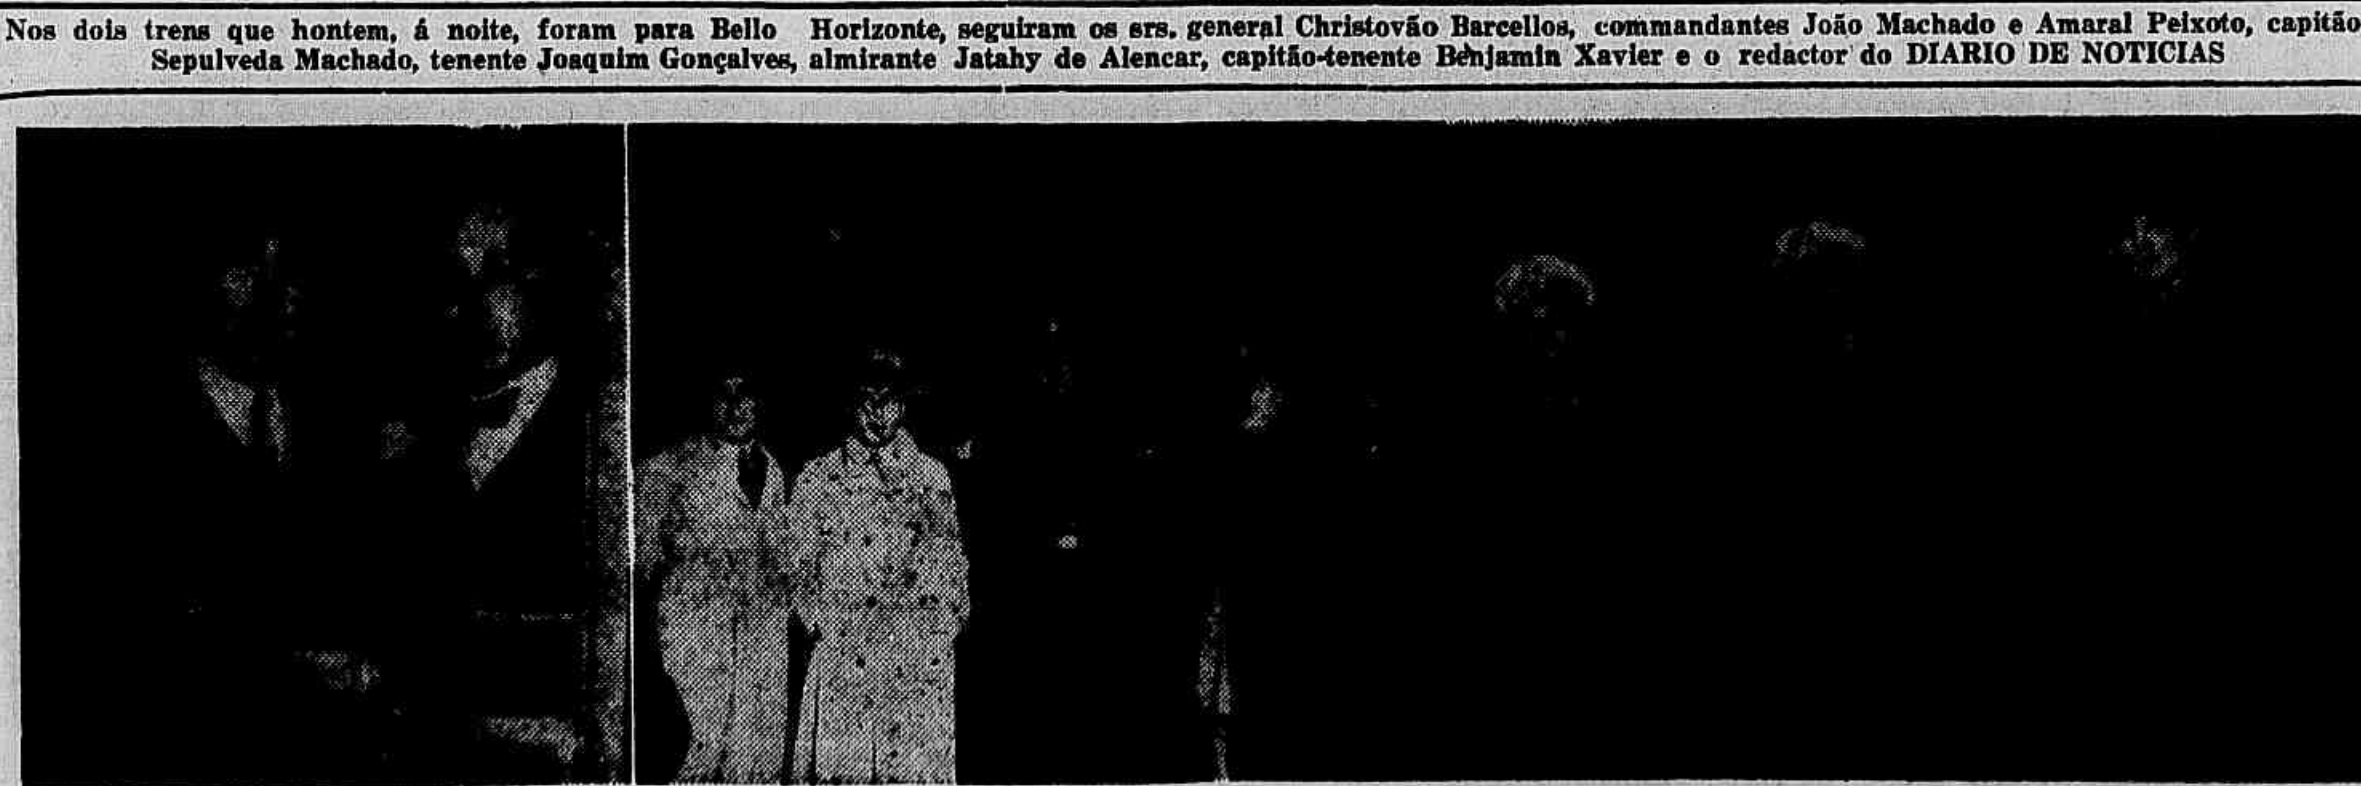 Nos dois trens que hontem, á noite, foram para Bello Horizonte, seguiram os srs. general Christovão Barcellos, commandantes João Machado e Amaral Peixoto, capitão
Sepulveda Machado, tenente Joaquim Gonçalves, almirante Jatahy de Alencar, capitão-tenente Benjamin Xavier e o redactor do DIARIO DE NOTICIAS